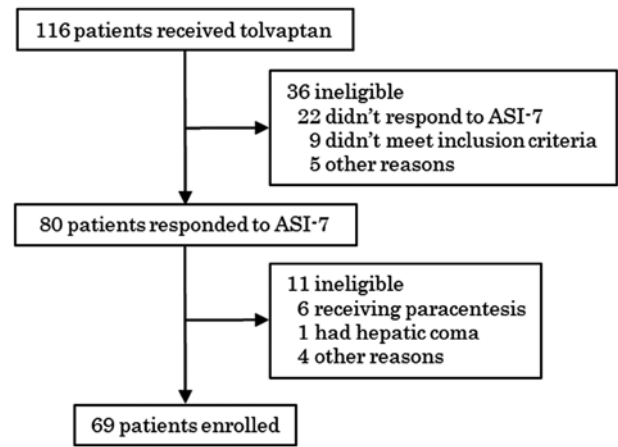 116 patients received tolvaptan
36 ineligible
22 didn't respond to ASI-7
9 didn't meet inclusion criteria
5 other reasons
80 patients responded to ASI-7
11 ineligible
6 receiving paracentesis
1 had hepatic coma
4 other reasons
69 patients enrolled